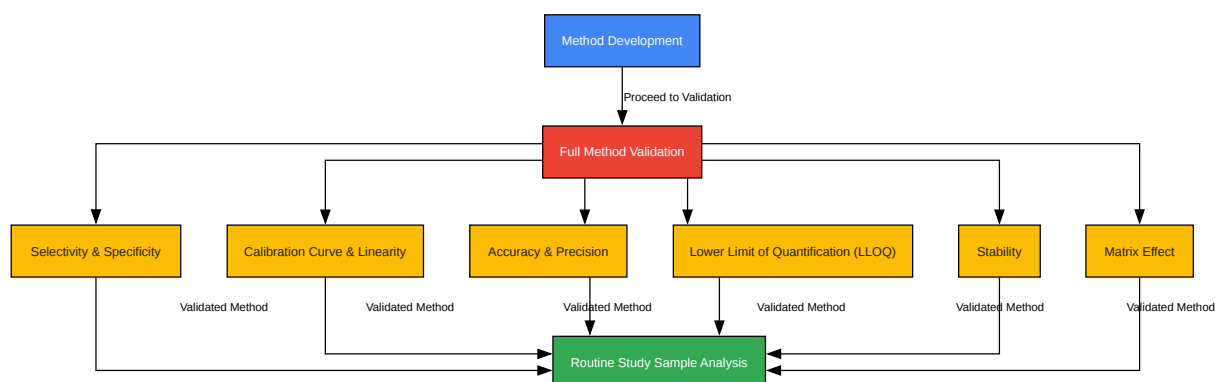 Method Development
Proceed to Validation
Full Method Validation
Selectivity & Specificity
Calibration Curve & Linearity
Accuracy & Precision
Lower Limit of Quantification (LLOQ)
Stability
Matrix Effect
Validated Method
Validated Method
Validated Method
Validated Method
Validated Method
Validated Method
Routine Study Sample Analysis